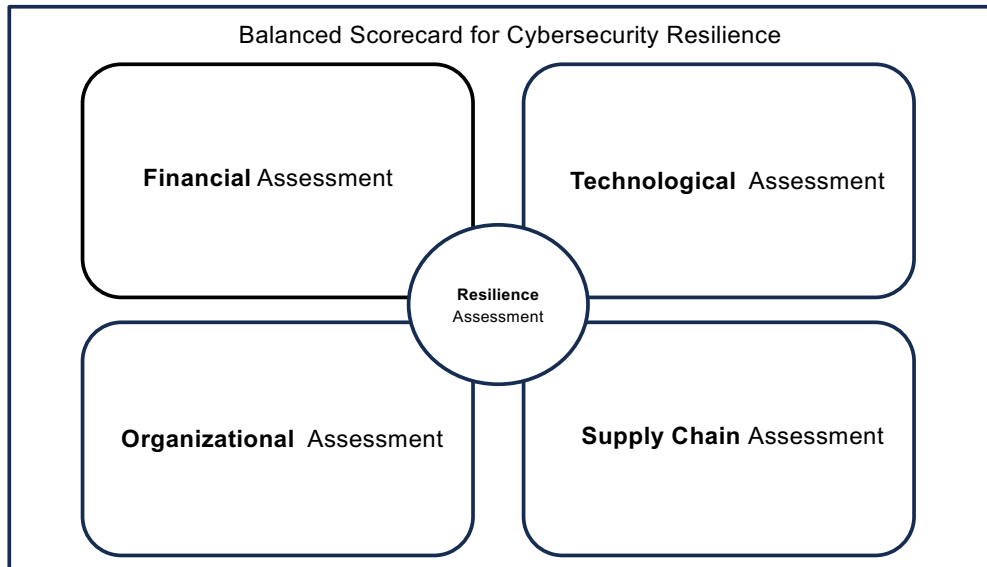 Balanced Scorecard for Cybersecurity Resilience
Financial Assessment
Technological Assessment
Resilience
Assessment
Organizational Assessment
Supply Chain Assessment